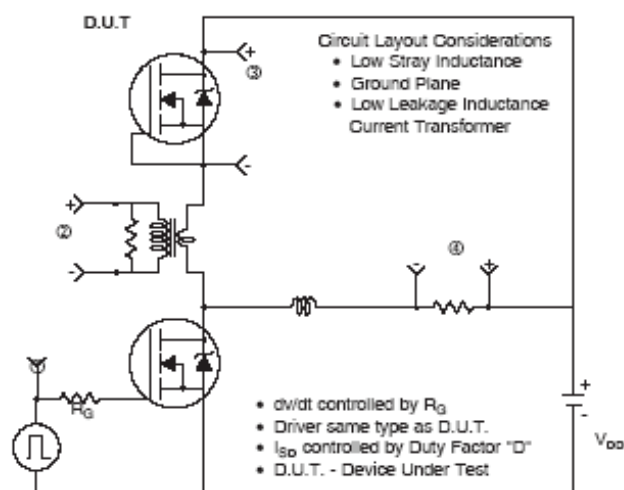 D.U.T
+
③
Circuit Layout Considerations
• Low Stray Inductance
• Ground Plane
• Low Leakage Inductance
Current Transformer
-
+
②
-
④
-
+
RG
• dv/dt controlled by RG
• Driver same type as D.U.T.
• ISD controlled by Duty Factor "D"
• D.U.T. - Device Under Test
+
-
VDD